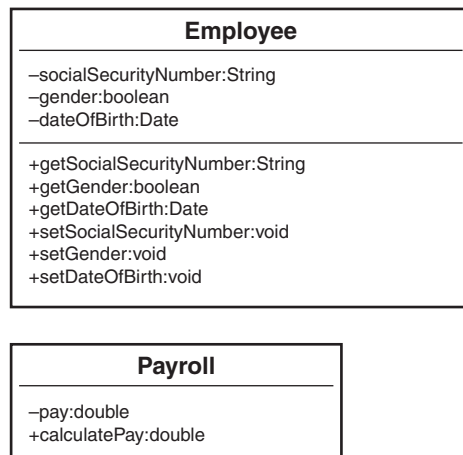 Employee
–socialSecurityNumber:String
–gender:boolean
–dateOfBirth:Date
+getSocialSecurityNumber:String
+getGender:boolean
+getDateOfBirth:Date
+setSocialSecurityNumber:void
+setGender:void
+setDateOfBirth:void
Payroll
–pay:double
+calculatePay:double